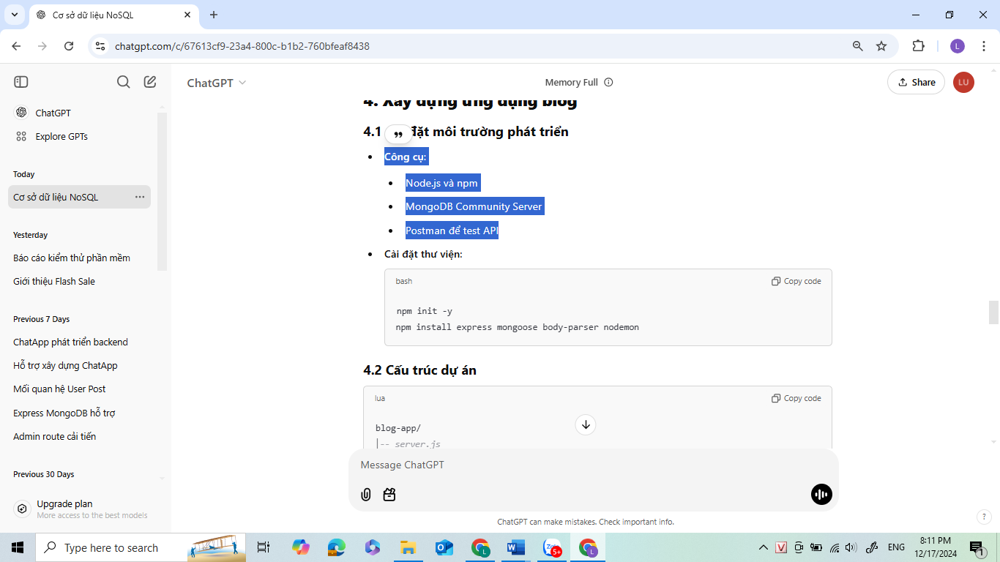 Cơ sở dữ liệu NoSQL
chatgpt.com/c/67613cf9-23a4-800c-b1b2-760bfeaf8438
L
ChatGPT
Memory Full
Share
LU
ChatGPT
Explore GPTs
Today
Cơ sở dữ liệu NoSQL
Yesterday
Báo cáo kiểm thử phần mềm
Giới thiệu Flash Sale
Previous 7 Days
ChatApp phát triển backend
Hỗ trợ xây dựng ChatApp
Mối quan hệ User Post
Express MongoDB hỗ trợ
Admin route cải tiến
Previous 30 Days
Upgrade plan
More access to the best models
4. Xây dựng ứng dụng blog
4.1 đặt môi trường phát triển
Công cụ:
Node.js và npm
MongoDB Community Server
Postman để test API
Cài đặt thư viện:
bash
Copy code
npm init -y
npm install express mongoose body-parser nodemon
4.2 Cấu trúc dự án
lua
Copy code
blog-app/
|-- server.js
Message ChatGPT
ChatGPT can make mistakes. Check important info.
?
Type here to search
5+
ENG
8:11 PM
12/17/2024
1